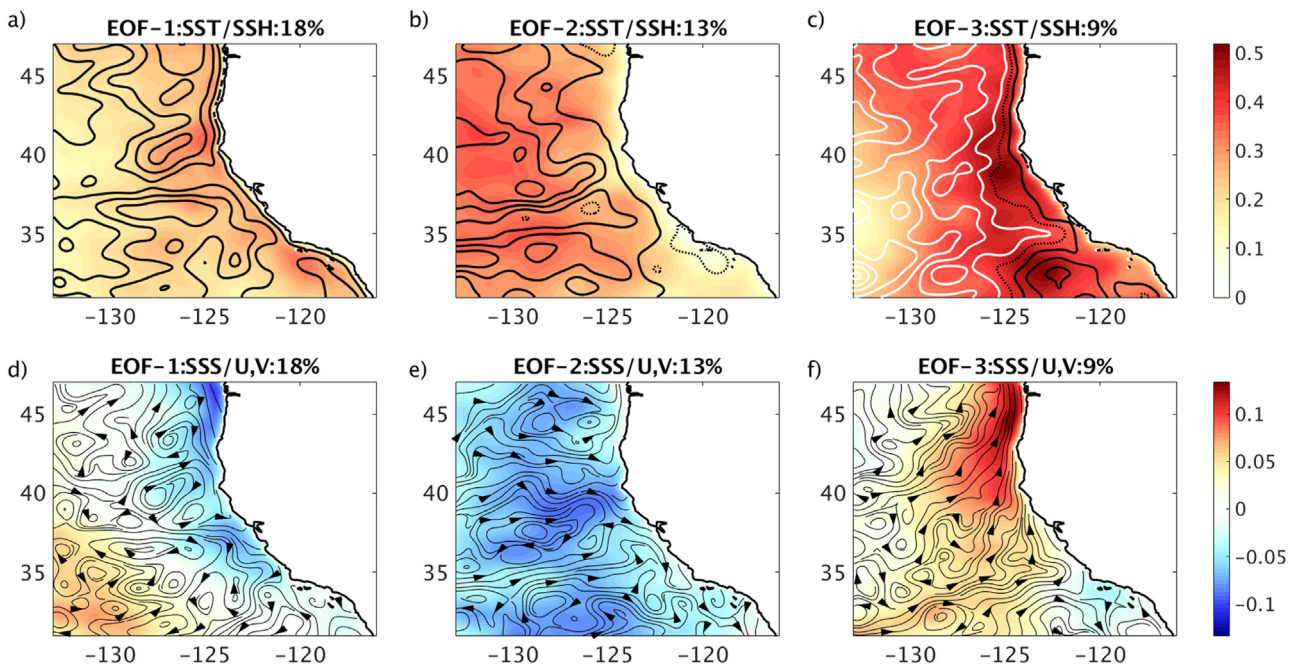 a) EOF-1:SST/SSH:18%
b) EOF-2:SST/SSH:13%
c) EOF-3:SST/SSH:9%
45
40
35
-130 -125 -120
45
40
35
-130 -125 -120
45
40
35
-130 -125 -120
0.5
0.4
0.3
0.2
0.1
0
d) EOF-1:SSS/U,V:18%
e) EOF-2:SSS/U,V:13%
f) EOF-3:SSS/U,V:9%
45
40
35
-130 -125 -120
45
40
35
-130 -125 -120
45
40
35
-130 -125 -120
0.1
0.05
0
-0.05
-0.1